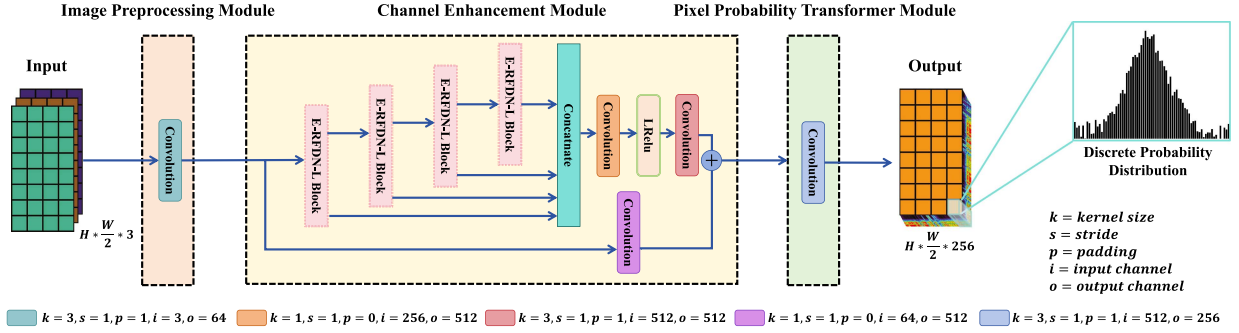 Image Preprocessing Module
Channel Enhancement Module
Pixel Probability Transformer Module
Input
H * W/2 * 3
Convolution
E-RFDN-L Block
E-RFDN-L Block
E-RFDN-L Block
E-RFDN-L Block
Concatnate
Convolution
LRelu
Convolution
+
Convolution
Convolution
Output
H * W/2 * 256
Discrete Probability
Distribution
k = kernel size
s = stride
p = padding
i = input channel
o = output channel
k = 3, s = 1, p = 1, i = 3, o = 64
k = 1, s = 1, p = 0, i = 256, o = 512
k = 3, s = 1, p = 1, i = 512, o = 512
k = 1, s = 1, p = 0, i = 64, o = 512
k = 3, s = 1, p = 1, i = 512, o = 256